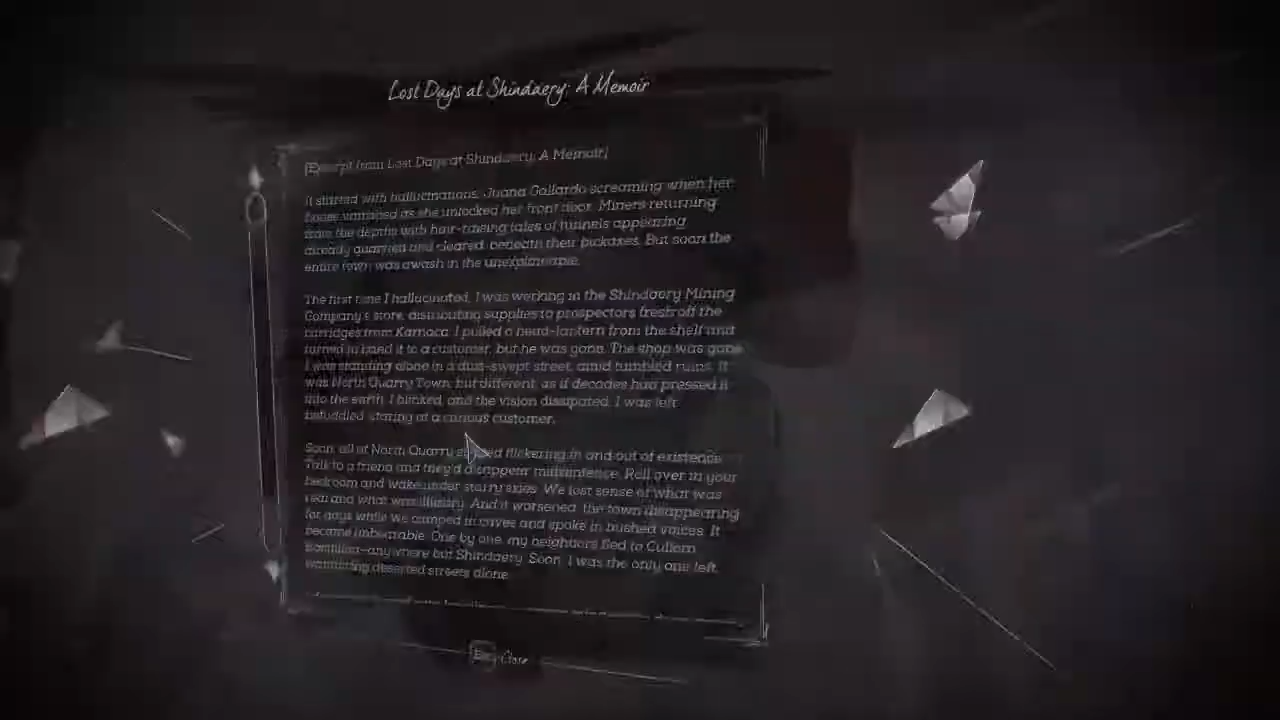 Lost Days at Shindaery: A Memoir
[Excerpt from Lost Days at Shindaery: A Memoir]
It started with hallucinations. Juana Gallardo screaming when her
house vanished as she unlocked her front door. Miners returning
from the depths with hair-raising tales of tunnels appearing
already quarried and cleared, beneath their pickaxes. But soon the
entire town was awash in the unexplainable.
The first time I hallucinated, I was working in the Shindaery Mining
Company's store, distributing supplies to prospectors fresh off the
carriages from Karnaca. I pulled a head-lantern from the shelf and
turned to hand it to a customer, but he was gone. The shop was gone.
I was standing alone in a dust-swept street, amid tumbled ruins. It
was North Quarry Town, but different, as if decades had pressed it
into the earth. I blinked, and the vision dissipated. I was left
befuddled, staring at a curious customer.
Soon, all of North Quarry started flickering in and out of existence.
Talk to a friend and they'd disappear midsentence. Roll over in your
bedroom and wake under starry skies. We lost sense of what was
real and what was illusory. And it worsened, the town disappearing
for days while we camped in caves and spoke in hushed voices. It
became unbearable. One by one, my neighbors fled to Cullero
Bastillian—anywhere but Shindaery. Soon, I was the only one left,
wandering deserted streets alone.
Close